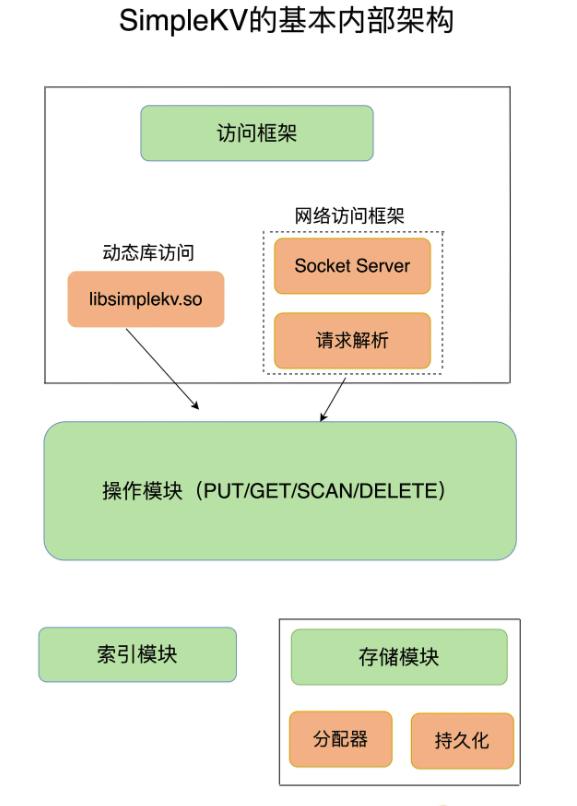 SimpleKV的基本内部架构
访问框架
网络访问框架
动态库访问
Socket Server
libsimplekv.so
请求解析
操作模块（PUT/GET/SCAN/DELETE）
索引模块
存储模块
分配器
持久化